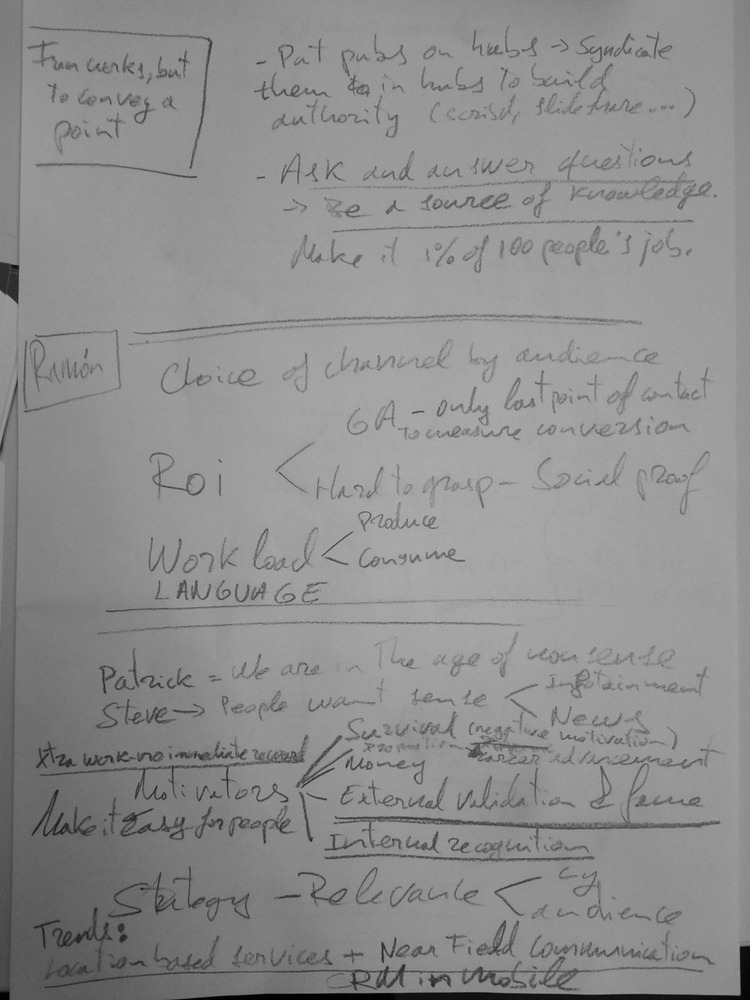 Fun works, but
to convey a
point
- Put pubs on hubs → Syndicate
them in hubs to build
authority (scribd, slideshare...)
- Ask and answer questions
→ Be a source of knowledge.
Make it 1% of 100 people's job.
Ramón
Choice of channel by audience
GA - only last point of contact
to measure conversion
Roi < Hard to grasp - Social proof
Produce
Work load < Consume
LANGUAGE
Patrick = We are in the age of nonsense
Steve → People want sense < Infotainment
News
Survival (negative motivation)
Xtra work-no immediate reward
Money career advancement
Motivators - External validation & fame
Make it Easy for people
Internal recognition
Strategy - Relevance < by
audience
Trends:
Location based services + Near Field Communication
CRM in mobile